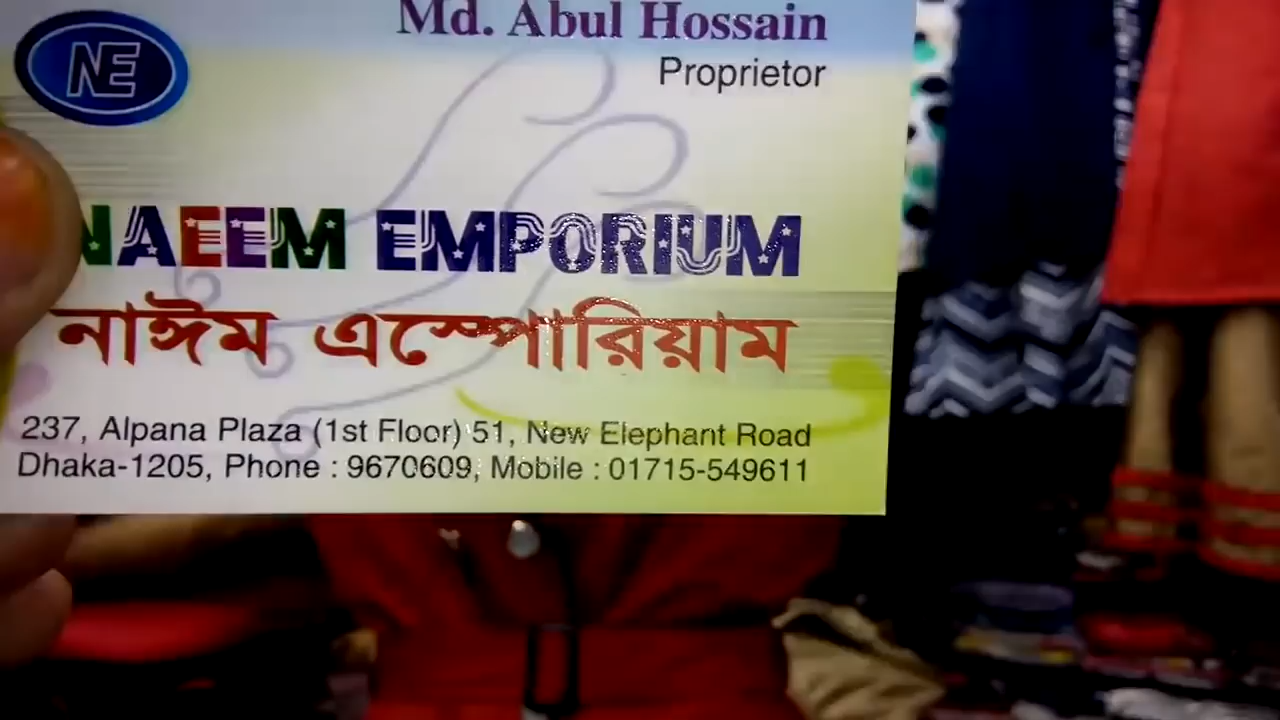 Md. Abul Hossain
Proprietor
NE
NAEEM EMPORIUM
নাঈম এস্পোরিয়াম
237, Alpana Plaza (1st Floor) 51, New Elephant Road
Dhaka-1205, Phone : 9670609, Mobile : 01715-549611